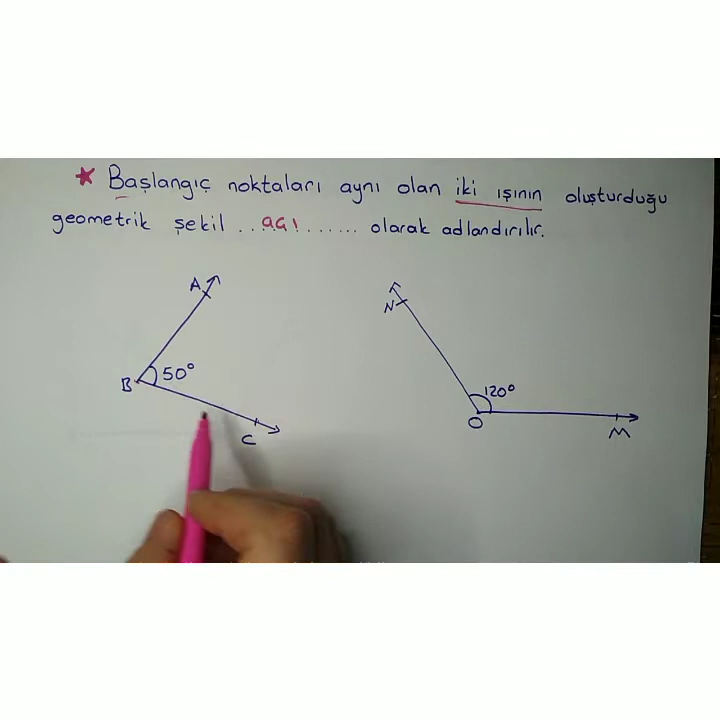 ★ Başlangıç noktaları aynı olan iki ışının oluşturduğu
geometrik şekil ..açı...... olarak adlandırılır.
A
B 50°
C
N
120°
O
M